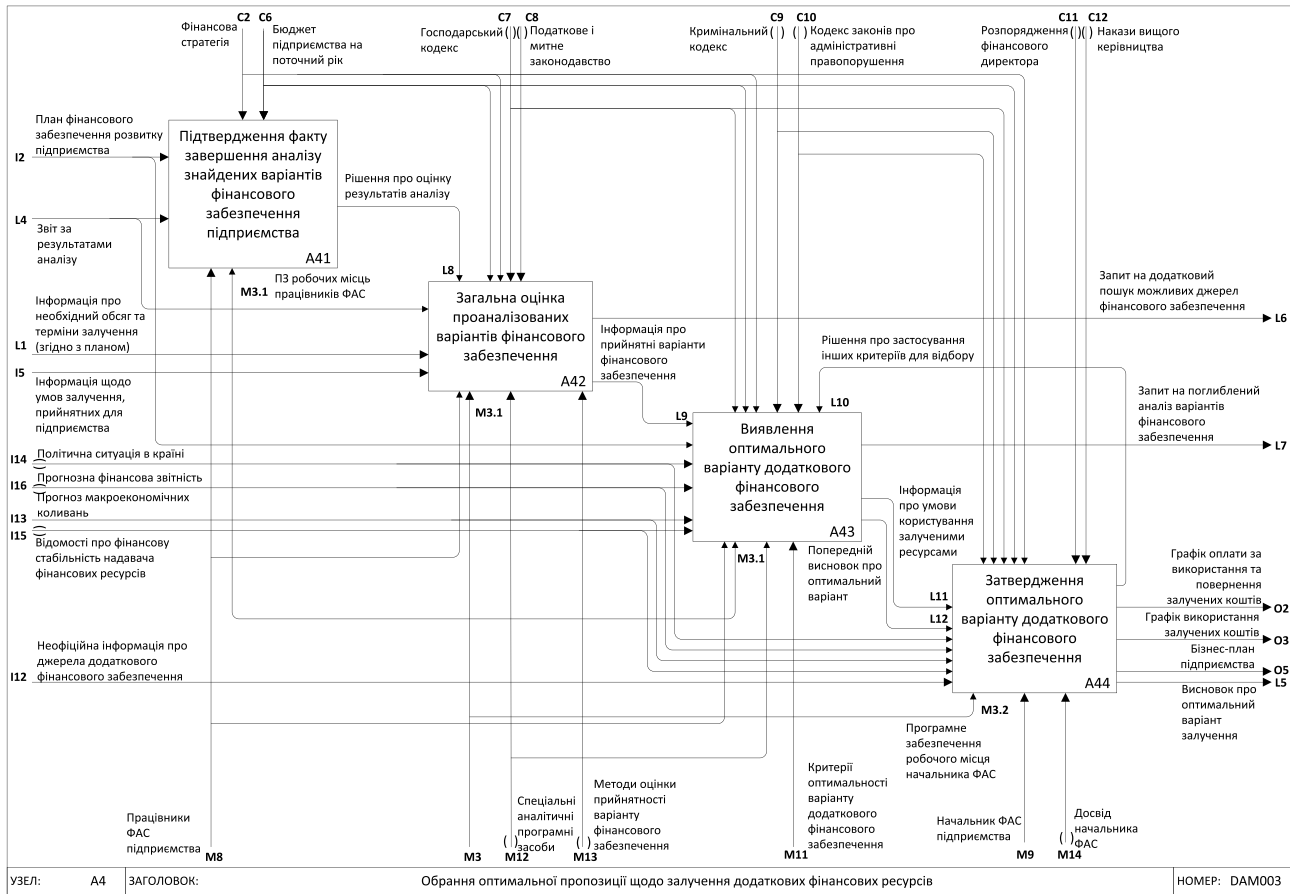 C2 C6 C7 C8 C9 C10 C11 C12
Фінансова
стратегія
Бюджет
підприємства на
поточний рік
Господарський
кодекс
Податкове і
митне
законодавство
Кримінальний
кодекс
Кодекс законів про
адміністративні
правопорушення
Розпорядження
фінансового
директора
Накази вищого
керівництва
План фінансового
забезпечення розвитку
підприємства
I2
L4
Звіт за
результатами
аналізу
Підтвердження факту
завершення аналізу
знайдених варіантів
фінансового
забезпечення
підприємства
A41
Рішення про оцінку
результатів аналізу
M3.1
ПЗ робочих місць
працівників ФАС
L8
Інформація про
необхідний обсяг та
терміни залучення
(згідно з планом)
L1
I5
Інформація щодо
умов залучення,
прийнятних для
підприємства
Загальна оцінка
проаналізованих
варіантів фінансового
забезпечення
A42
M3.1
Інформація про
прийнятні варіанти
фінансового
забезпечення
L9
Запит на додатковий
пошук можливих джерел
фінансового забезпечення
L6
Рішення про застосування
інших критеріїв для відбору
L10
Запит на поглиблений
аналіз варіантів
фінансового
забезпечення
L7
I14
Політична ситуація в країні
I16
Прогнозна фінансова звітність
Прогноз макроекономічних
коливань
I13
I15
Відомості про фінансову
стабільність надавача
фінансових ресурсів
Виявлення
оптимального
варіанту додаткового
фінансового
забезпечення
A43
M3.1
Попередній
висновок про
оптимальний
варіант
Інформація
про умови
користування
залученими
ресурсами
L11
L12
Затвердження
оптимального
варіанту додаткового
фінансового
забезпечення
A44
Графік оплати за
використання та
повернення
залучених коштів
O2
Графік використання
залучених коштів
O3
Бізнес-план
підприємства
O5
L5
Висновок про
оптимальний
варіант
залучення
Неофіційна інформація про
джерела додаткового
фінансового забезпечення
I12
M3.2
Програмне
забезпечення
робочого місця
начальника ФАС
Працівники
ФАС
підприємства
M8
M3
Спеціальні
аналітичні
програмні
засоби
M12
Методи оцінки
прийнятності
варіанту
фінансового
забезпечення
M13
Критерії
оптимальності
варіанту
додаткового
фінансового
забезпечення
M11
Начальник ФАС
підприємства
M9
Досвід
начальника
ФАС
M14
УЗЕЛ: A4 ЗАГОЛОВОК: Обрання оптимальної пропозиції щодо залучення додаткових фінансових ресурсів НОМЕР: DAM003